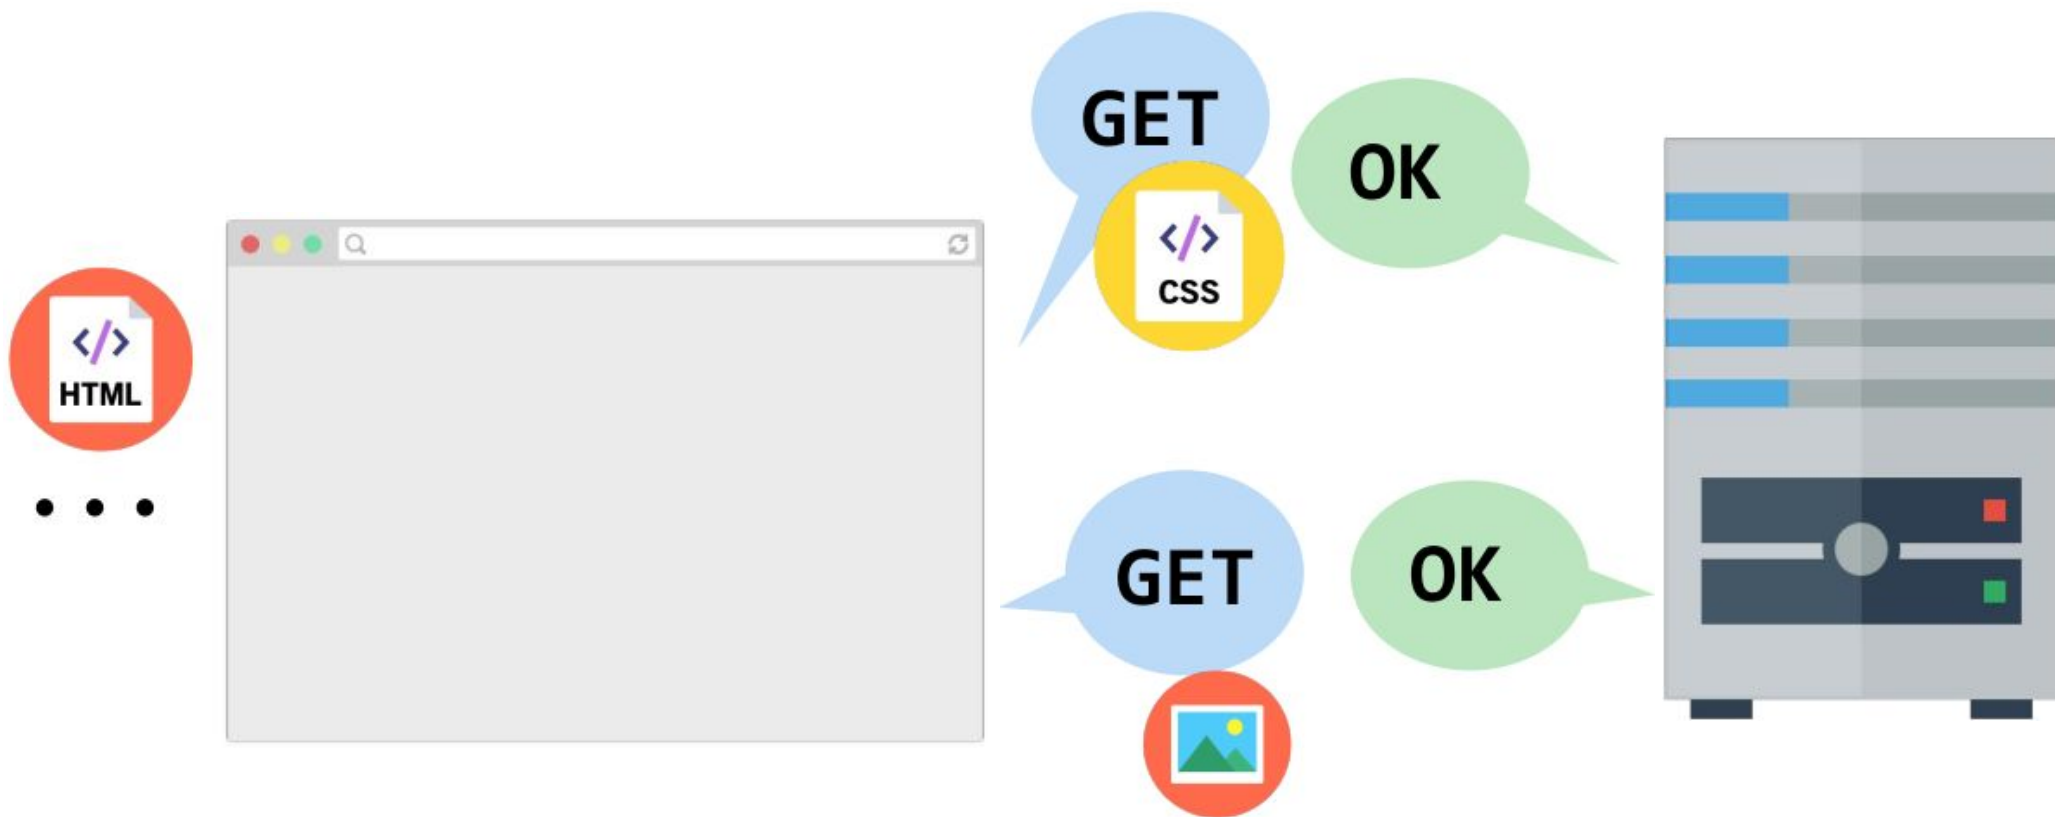 GET
OK
</>
CSS
</>
HTML
• • •
GET
OK